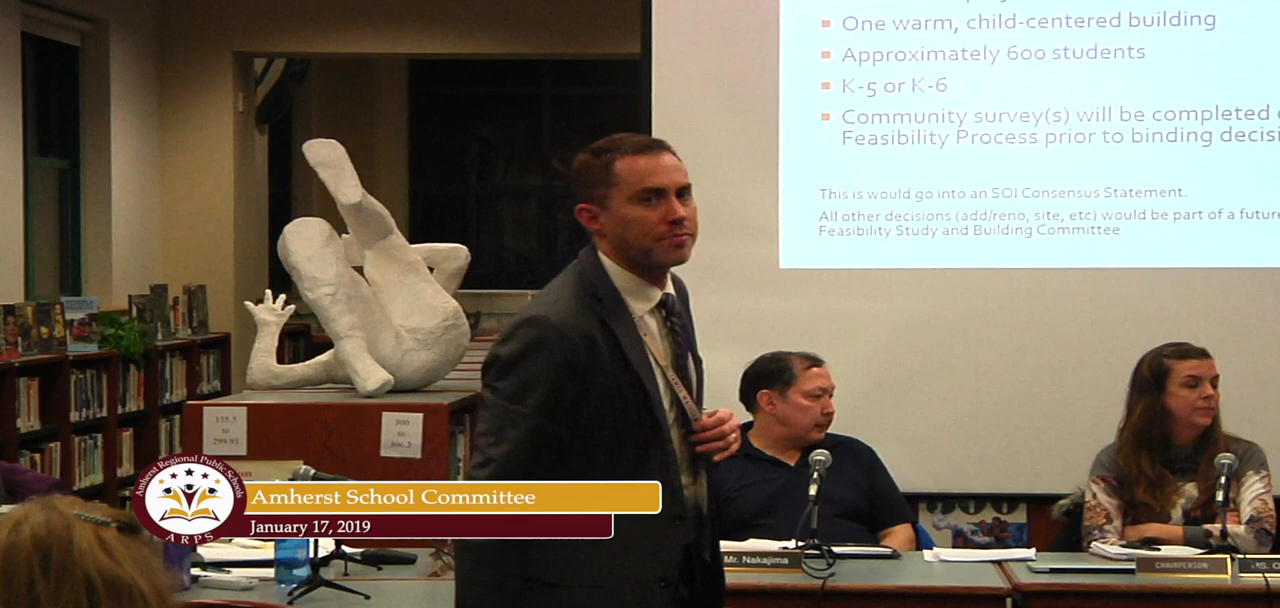 One warm, child-centered building
Approximately 600 students
K-5 or K-6
Community survey(s) will be completed
Feasibility Process prior to binding
This is would go into an SOI Consensus Statement.
All other decisions (add/reno, site, etc) would be part of a future
Feasibility Study and Building Committee
155.5
to
299.93
300
to
Amherst Regional Public Schools
ARPS
Amherst School Committee
January 17, 2019
Mr. Nakajima
CHAIRPERSON
MS.